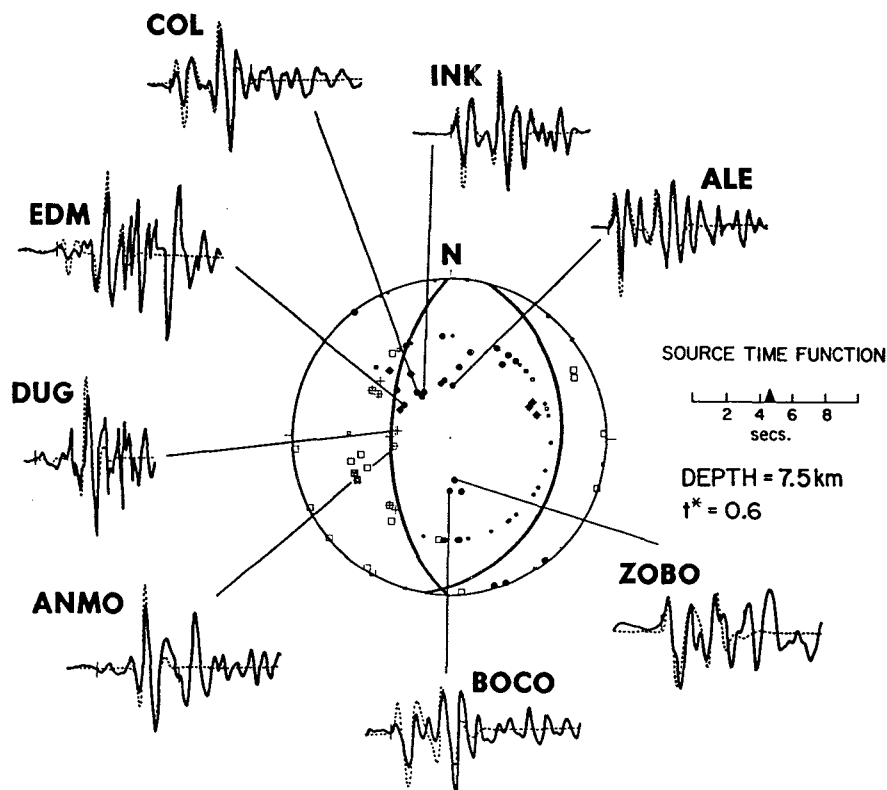 COL
INK
ALE
EDM
N
SOURCE TIME FUNCTION
2 4 6 8
secs.
DUG
DEPTH = 7.5 km
t* = 0.6
ZOBO
ANMO
BOCO